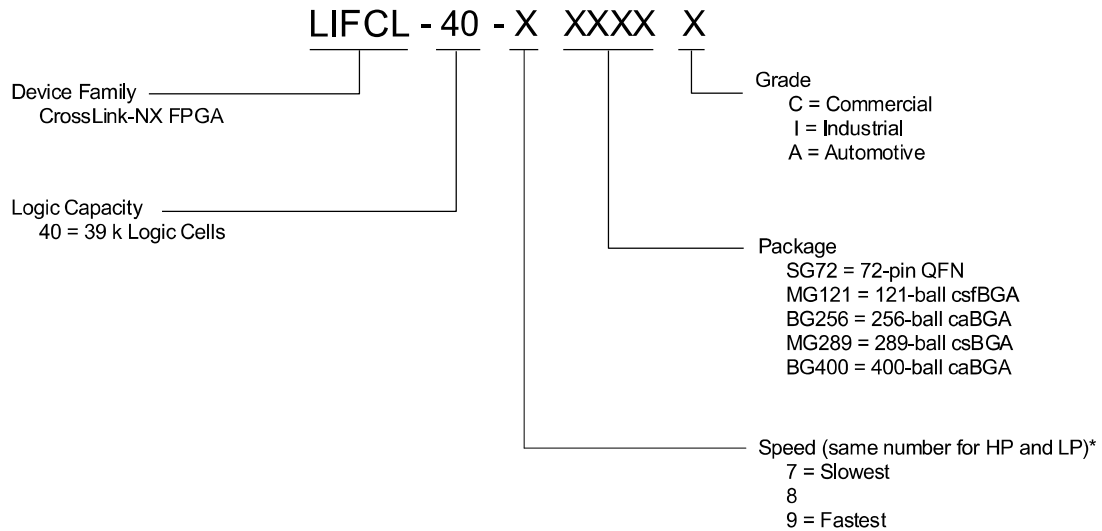 LIFCL - 40 - X XXXX X
Device Family
CrossLink-NX FPGA
Logic Capacity
40 = 39 k Logic Cells
Grade
C = Commercial
I = Industrial
A = Automotive
Package
SG72 = 72-pin QFN
MG121 = 121-ball csfBGA
BG256 = 256-ball caBGA
MG289 = 289-ball csBGA
BG400 = 400-ball caBGA
Speed (same number for HP and LP)*
7 = Slowest
8
9 = Fastest